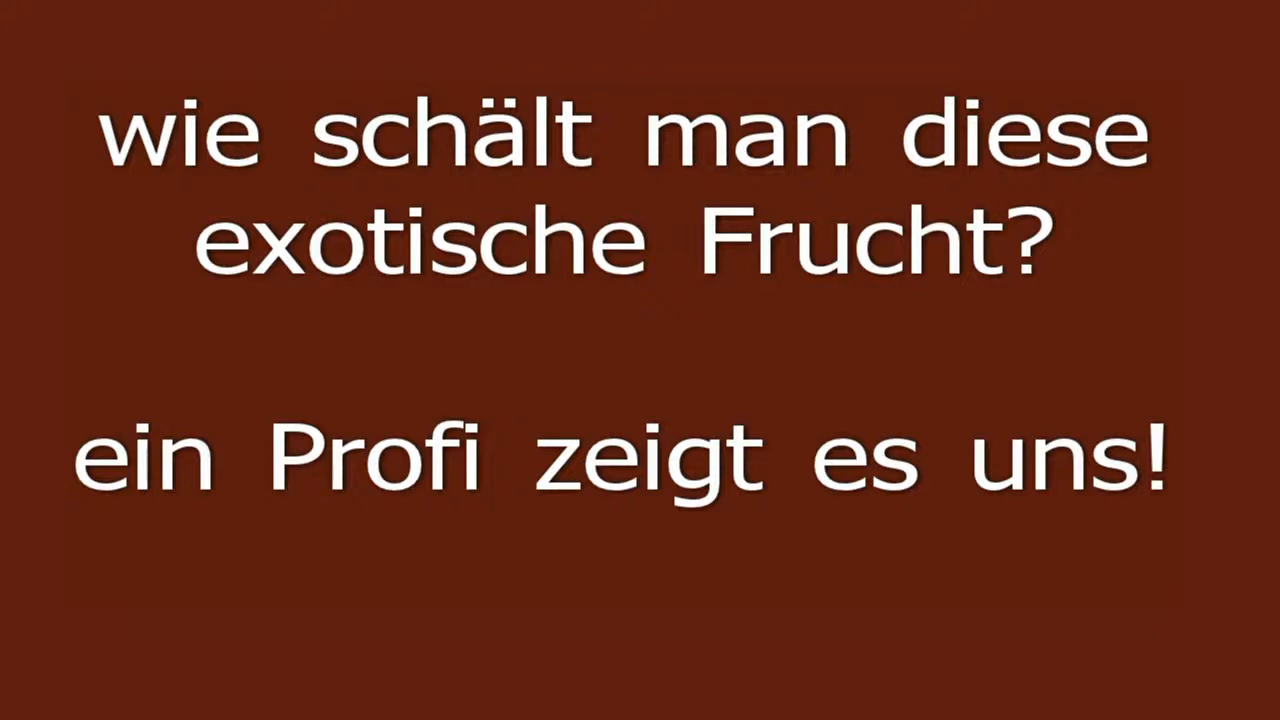 wie schält man diese
exotische Frucht?
ein Profi zeigt es uns!